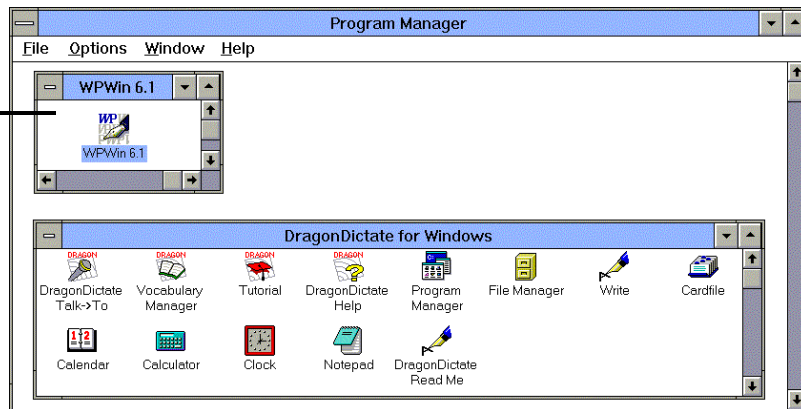 Program Manager
File Options Window Help
WPWin 6.1
WP
WPWin 6.1
DragonDictate for Windows
DRAGON DRAGON DRAGON DRAGON
DragonDictate Vocabulary Tutorial DragonDictate Program File Manager Write Cardfile
Talk->To Manager Help Manager
1 2
Calendar Calculator Clock Notepad DragonDictate
Read Me